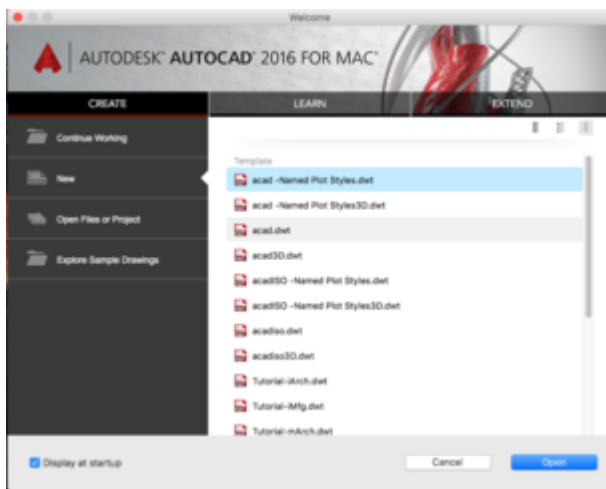 Welcome
AUTODESK® AUTOCAD® 2016 FOR MAC®
CREATE LEARN EXTEND
Continue Working
New
Open Files or Project
Explore Sample Drawings
Template
acad -Named Plot Styles.dwt
acad -Named Plot Styles3D.dwt
acad.dwt
acad3D.dwt
acadISO -Named Plot Styles.dwt
acadISO -Named Plot Styles3D.dwt
acadiso.dwt
acadiso3D.dwt
Tutorial-iArch.dwt
Tutorial-iMfg.dwt
Tutorial-mArch.dwt
Display at startup
Cancel Open